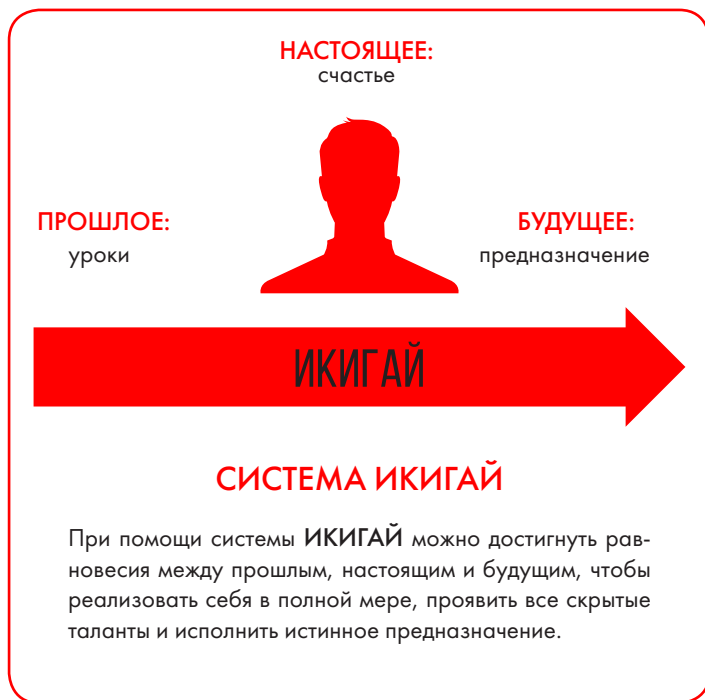 НАСТОЯЩЕЕ:
счастье
ПРОШЛОЕ:
уроки
БУДУЩЕЕ:
предназначение
ИКИГАЙ
СИСТЕМА ИКИГАЙ
При помощи системы ИКИГАЙ можно достигнуть рав-
новесия между прошлым, настоящим и будущим, чтобы
реализовать себя в полной мере, проявить все скрытые
таланты и исполнить истинное предназначение.